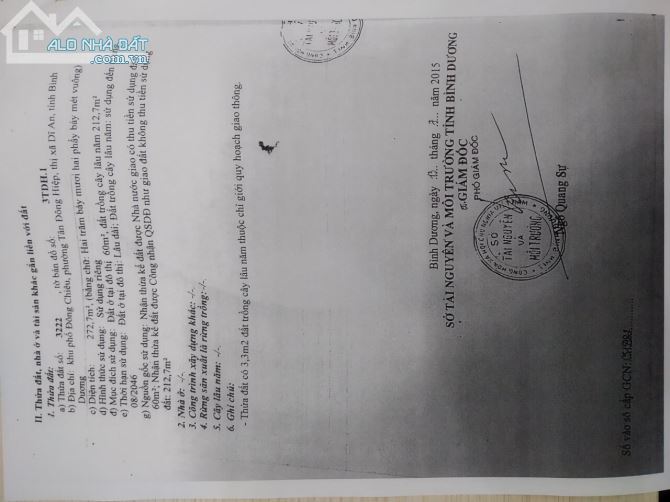 ALO NHÀ ĐẤT
.com.vn
II. Thửa đất, nhà ở và tài sản khác gắn liền với đất
1. Thửa đất:
a) Thửa đất số: 3222 , tờ bản đồ số: 3TDH.1
b) Địa chỉ: khu phố Đông Chiêu, phường Tân Đông Hiệp, thị xã Dĩ An, tỉnh Bình
Dương
c) Diện tích: 272,7m², (bằng chữ: Hai trăm bảy mươi hai phẩy bảy mét vuông)
d) Hình thức sử dụng: Sử dụng riêng
đ) Mục đích sử dụng: Đất ở tại đô thị 60m², đất trồng cây lâu năm 212,7m²
e) Thời hạn sử dụng: Đất ở tại đô thị: Lâu dài; Đất trồng cây lâu năm: sử dụng đến
08/2046
g) Nguồn gốc sử dụng: Nhận thừa kế đất được Nhà nước giao có thu tiền sử dụng
60m²; Nhận thừa kế đất được Công nhận QSDĐ như giao đất không thu tiền sử dụng
đất: 212,7m²
2. Nhà ở: -/-
3. Công trình xây dựng khác: -/-
4. Rừng sản xuất là rừng trồng: -/-
5. Cây lâu năm: -/-
6. Ghi chú:
- Thửa đất có 3,3m2 đất trồng cây lâu năm thuộc chỉ giới quy hoạch giao thông.
Bình Dương, ngày tháng năm 2015
SỞ TÀI NGUYÊN VÀ MÔI TRƯỜNG TỈNH BÌNH DƯƠNG
GIÁM ĐỐC
PHÓ GIÁM ĐỐC
SỞ
TÀI NGUYÊN
VÀ
MÔI TRƯỜNG
Ngô Quang Sự
Số vào sổ cấp GCN: